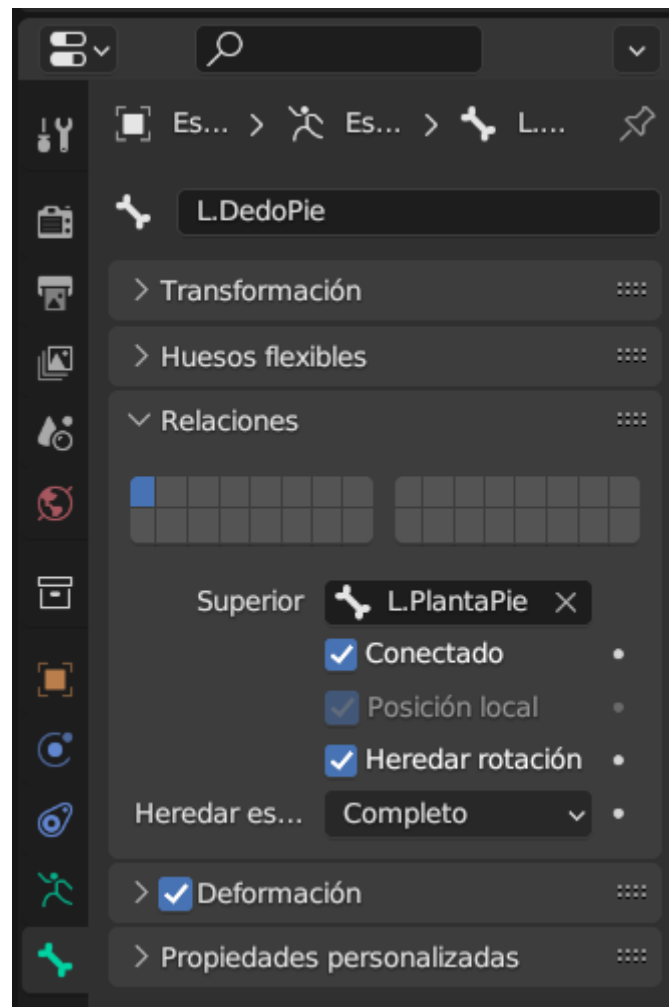 Es... > Es... > L....
L.DedoPie
Transformación
Huesos flexibles
Relaciones
Superior L.PlantaPie
Conectado
Posición local
Heredar rotación
Heredar es... Completo
Deformación
Propiedades personalizadas